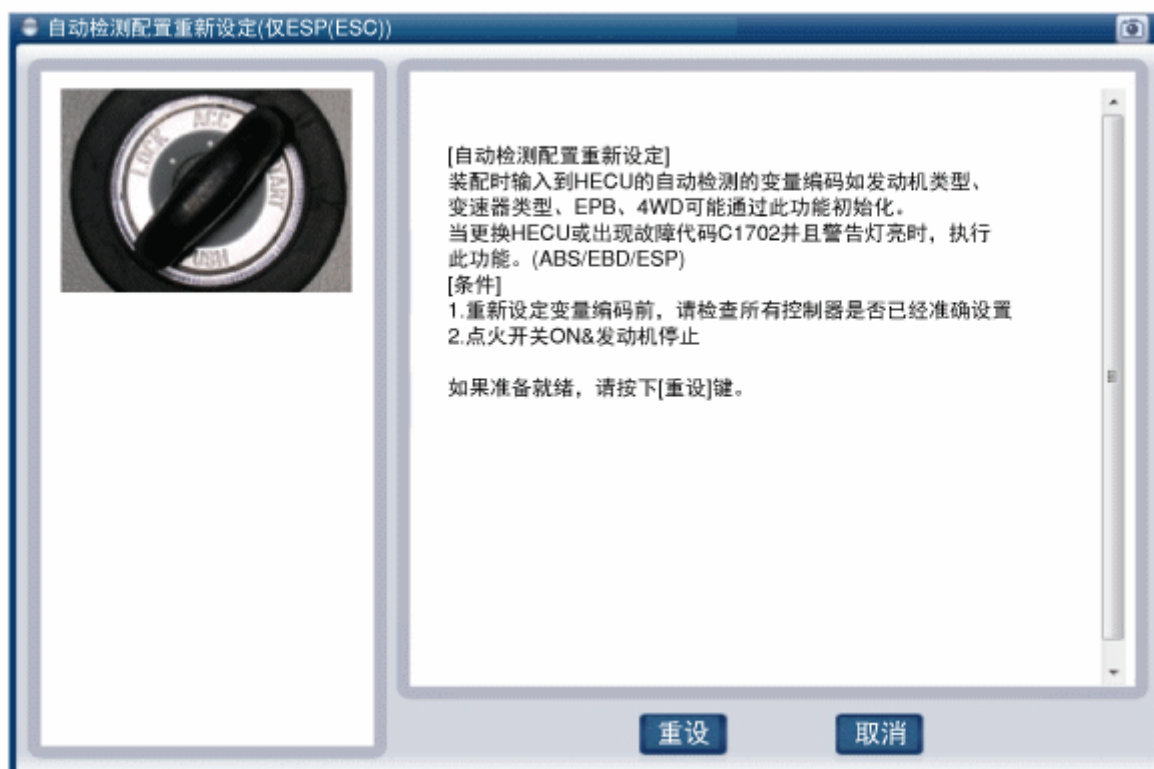 自动检测配置重新设定(仅ESP(ESC))
LOCK
ACC
PUSH
[自动检测配置重新设定]
装配时输入到HECU的自动检测的变量编码如发动机类型、
变速器类型、EPB、4WD可能通过此功能初始化。
当更换HECU或出现故障代码C1702并且警告灯亮时，执行
此功能。(ABS/EBD/ESP)
[条件]
1.重新设定变量编码前，请检查所有控制器是否已经准确设置
2.点火开关ON&发动机停止
如果准备就绪，请按下[重设]键。
重设
取消